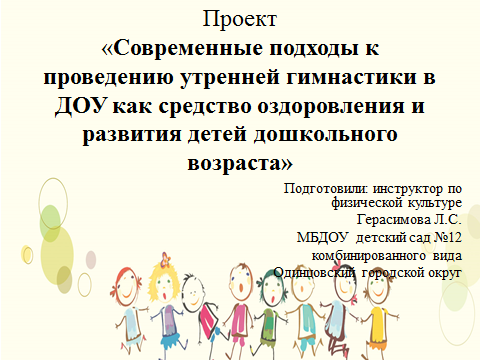 Проект
«Современные подходы к
проведению утренней гимнастики в
ДОУ как средство оздоровления и
развития детей дошкольного
возраста»
Подготовили: инструктор по
физической культуре
Герасимова Л.С.
МБДОУ детский сад №12
комбинированного вида
Одинцовский городской округ